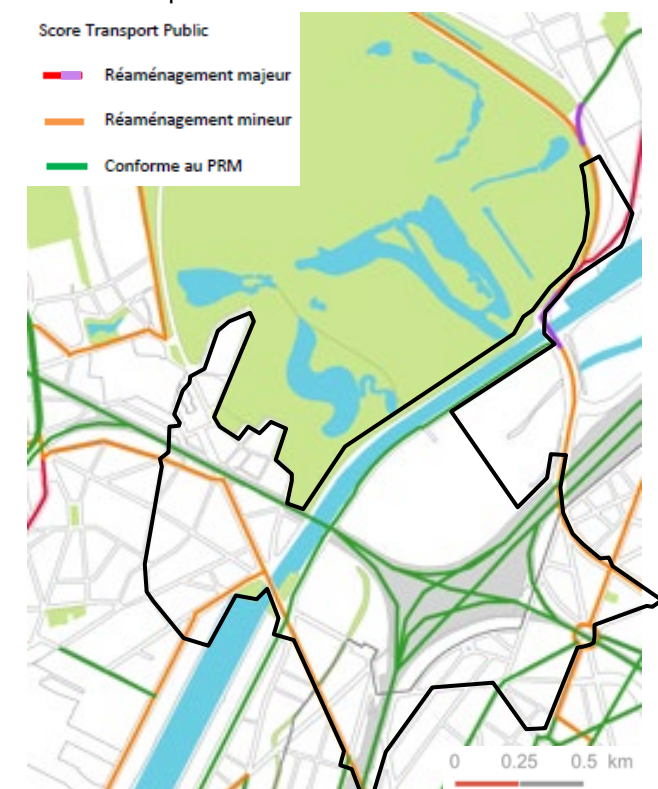 Score Transport Public
Réaménagement majeur
Réaménagement mineur
Conforme au PRM
0 0.25 0.5 km